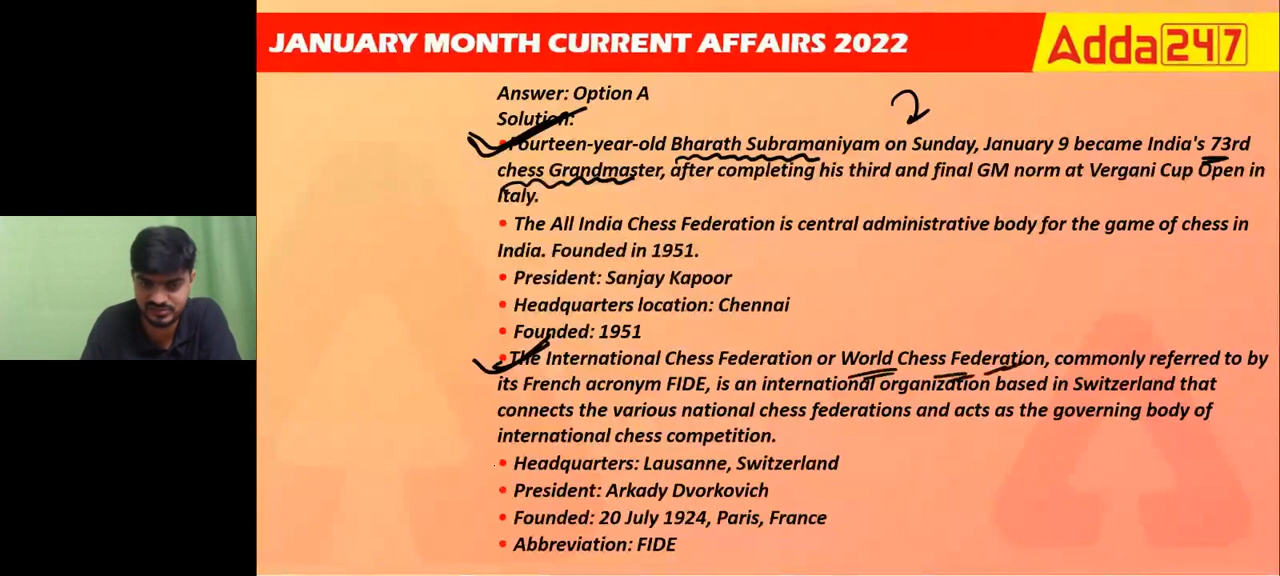 JANUARY MONTH CURRENT AFFAIRS 2022
Adda247
Answer: Option A
Solution:
•Fourteen-year-old Bharath Subramaniyam on Sunday, January 9 became India's 73rd
chess Grandmaster, after completing his third and final GM norm at Vergani Cup Open in
Italy.
• The All India Chess Federation is central administrative body for the game of chess in
India. Founded in 1951.
• President: Sanjay Kapoor
• Headquarters location: Chennai
• Founded: 1951
•The International Chess Federation or World Chess Federation, commonly referred to by
its French acronym FIDE, is an international organization based in Switzerland that
connects the various national chess federations and acts as the governing body of
international chess competition.
• Headquarters: Lausanne, Switzerland
• President: Arkady Dvorkovich
• Founded: 20 July 1924, Paris, France
• Abbreviation: FIDE